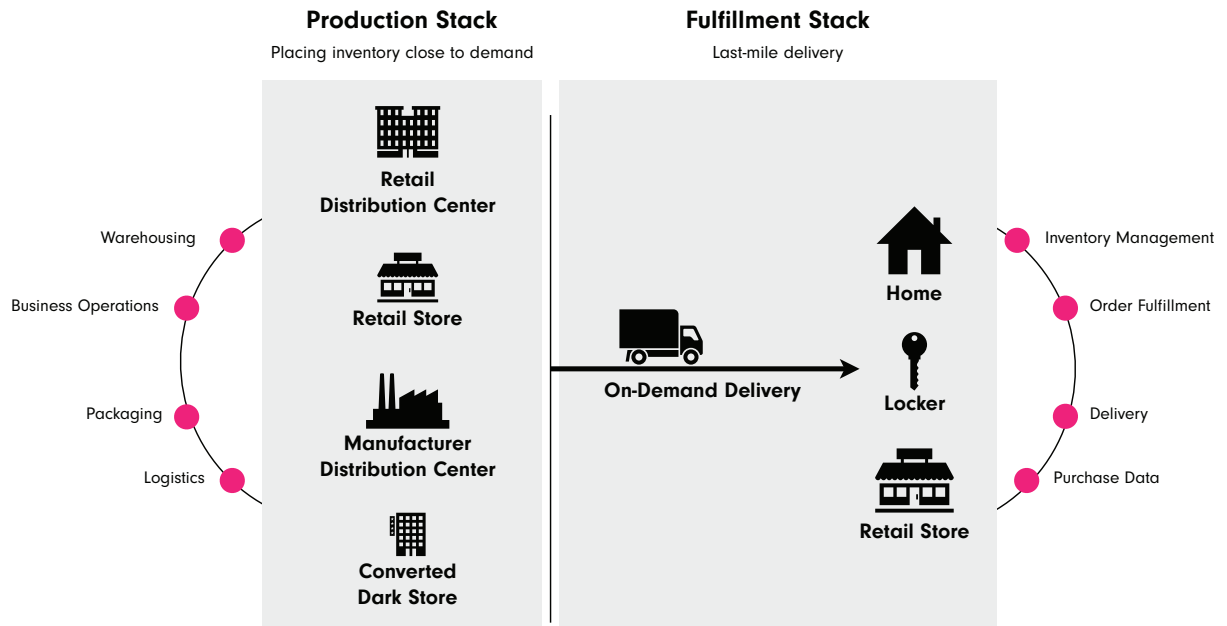 Production Stack
Placing inventory close to demand
Fulfillment Stack
Last-mile delivery
Warehousing
Business Operations
Packaging
Logistics
Retail
Distribution Center
Retail Store
Manufacturer
Distribution Center
Converted
Dark Store
On-Demand Delivery
Home
Locker
Retail Store
Inventory Management
Order Fulfillment
Delivery
Purchase Data